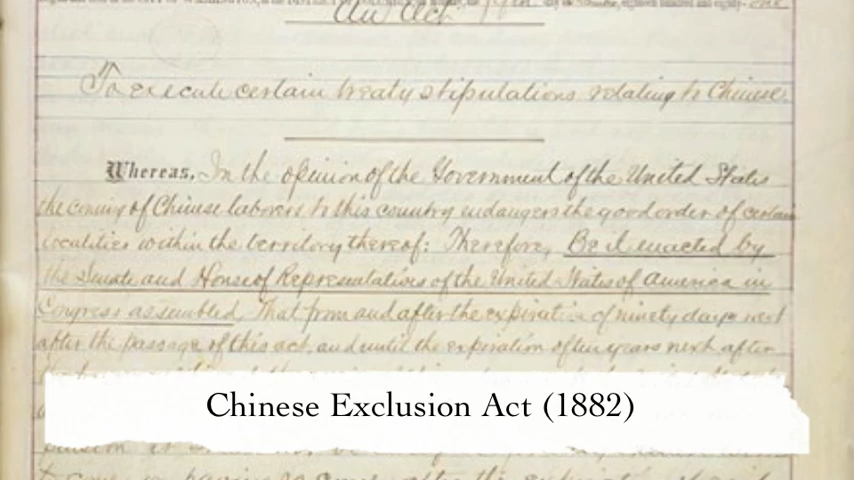 An Act
To execute certain treaty stipulations relating to Chinese.
Whereas, In the opinion of the Government of the United States
the coming of Chinese laborers to this country endangers the good order of certain
localities within the territory thereof: Therefore, Be it enacted by
the Senate and House of Representatives of the United States of America in
Congress assembled, That from and after the expiration of ninety days next
after the passage of this act, and until the expiration of ten years next after
Chinese Exclusion Act (1882)